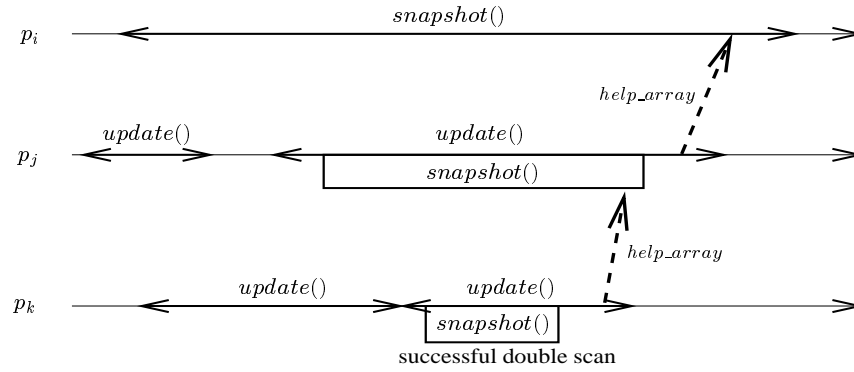 snapshot()
p_i
help_array
update() update()
p_j
snapshot()
help_array
update() update()
p_k
snapshot()
successful double scan